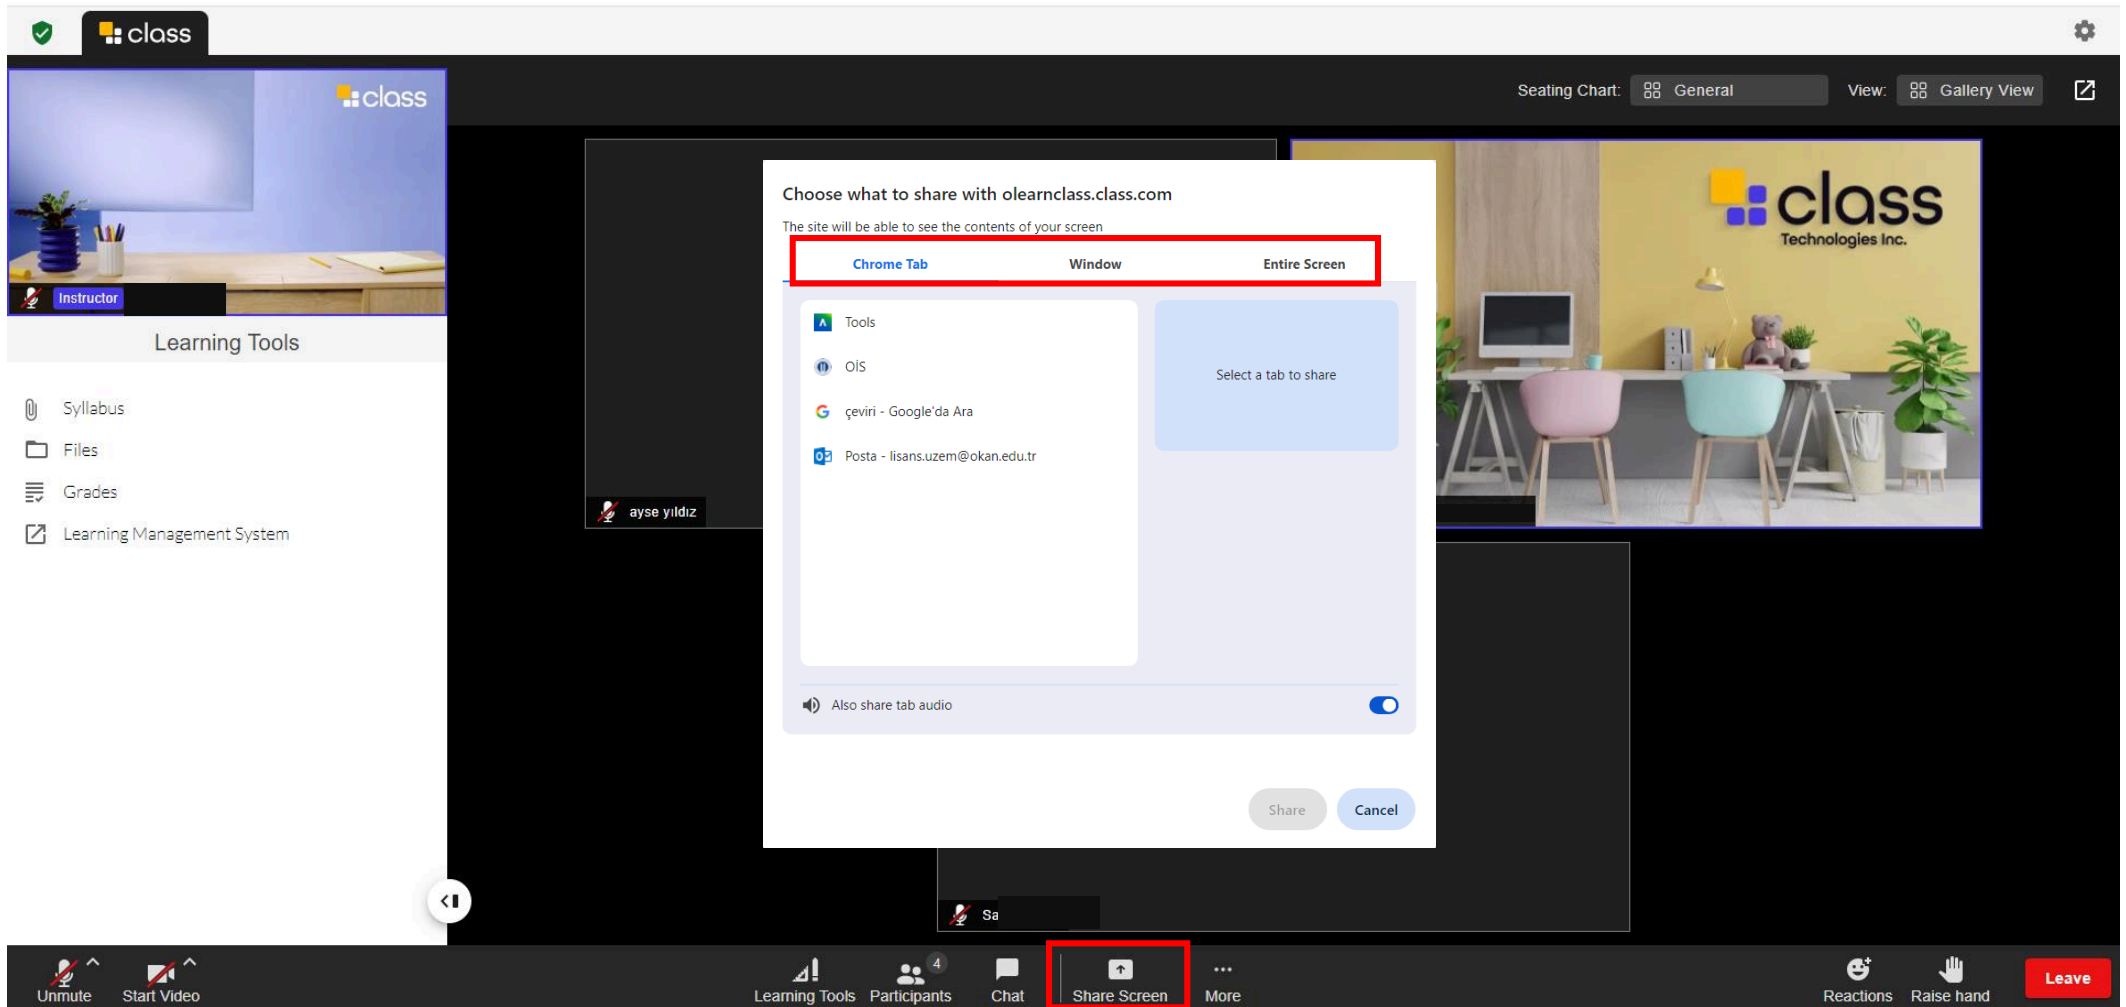 class
Seating Chart: General
View: Gallery View
class
Instructor
Learning Tools
Syllabus
Files
Grades
Learning Management System
class
Technologies Inc.
ayse yıldız
Choose what to share with olearnclass.class.com
The site will be able to see the contents of your screen
Chrome Tab Window Entire Screen
Tools
OİS
çeviri - Google'da Ara
Posta - lisans.uzem@okan.edu.tr
Select a tab to share
Also share tab audio
Share Cancel
Sa
Unmute Start Video Learning Tools Participants 4 Chat Share Screen More Reactions Raise hand Leave